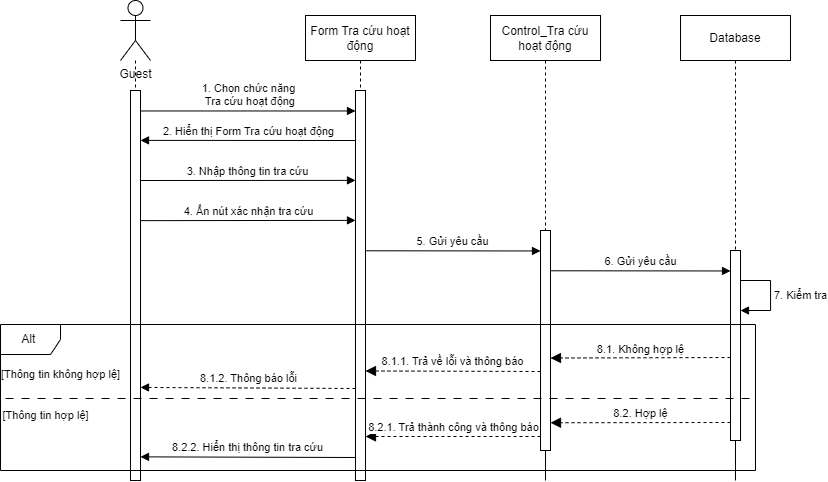 Guest
Form Tra cứu hoạt
động
Control_Tra cứu
hoạt động
Database
1. Chọn chức năng
Tra cứu hoạt động
2. Hiển thị Form Tra cứu hoạt động
3. Nhập thông tin tra cứu
4. Ấn nút xác nhận tra cứu
5. Gửi yêu cầu
6. Gửi yêu cầu
7. Kiểm tra
Alt
8.1. Không hợp lệ
8.1.1. Trả về lỗi và thông báo
[Thông tin không hợp lệ]
8.1.2. Thông báo lỗi
[Thông tin hợp lệ]
8.2. Hợp lệ
8.2.1. Trả thành công và thông báo
8.2.2. Hiển thị thông tin tra cứu